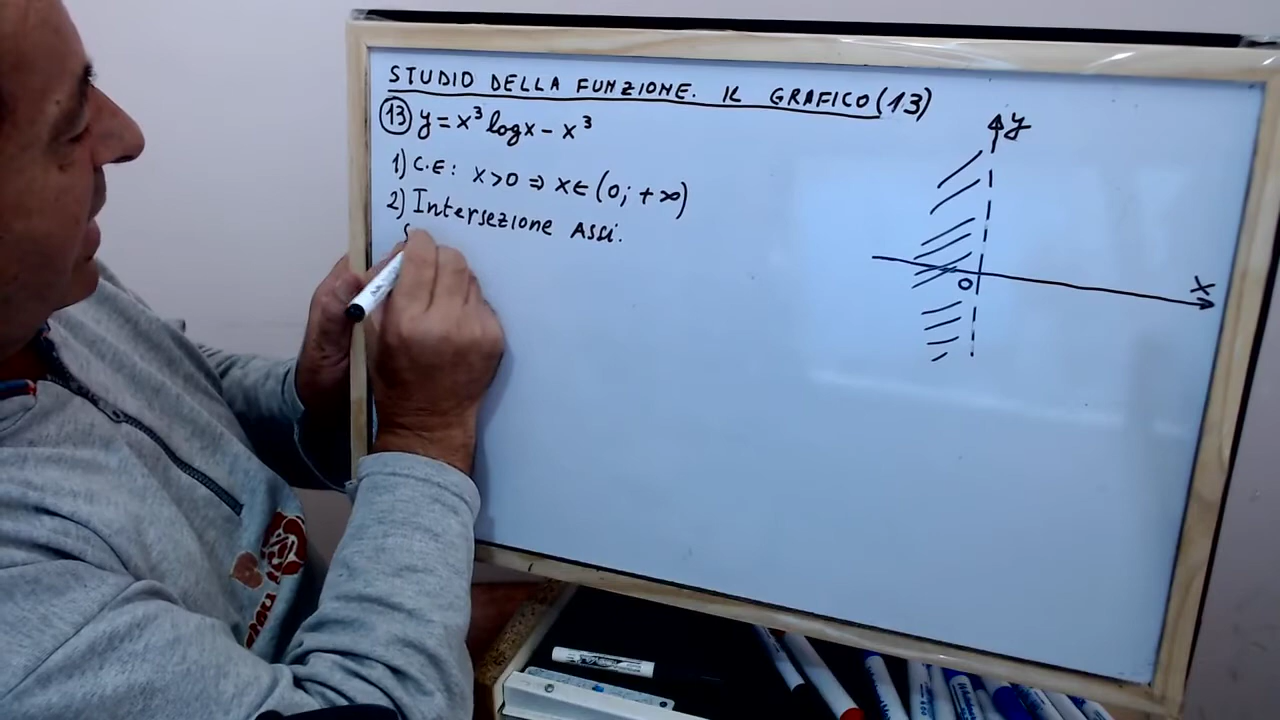 STUDIO DELLA FUNZIONE. IL GRAFICO (13)
13 y = x³ logx - x³
1) C.E: x>0 ⇒ x∈(0; +∞)
2) Intersezione Assi.
y
0
x